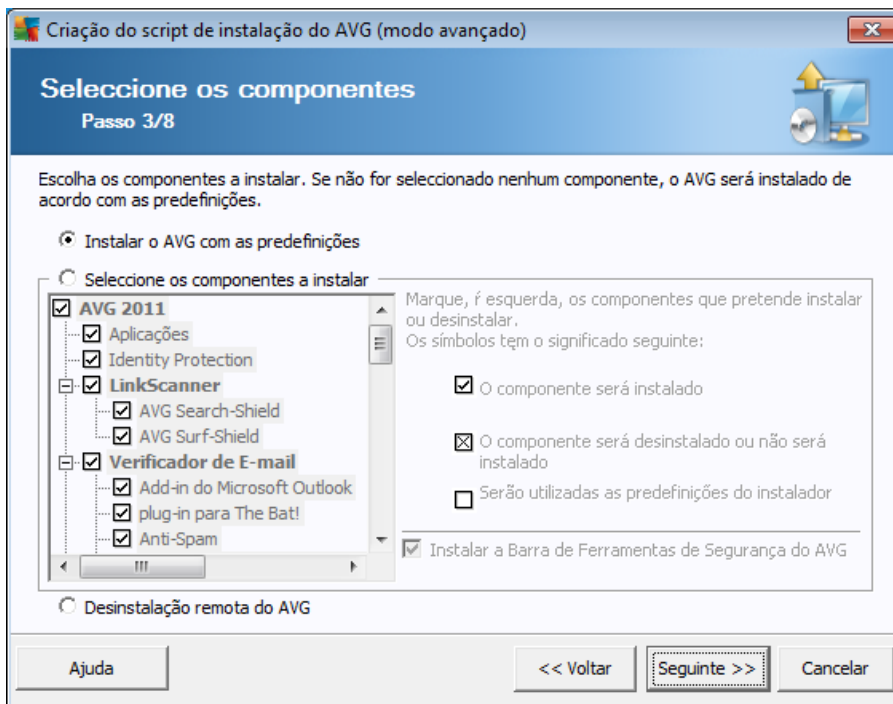 Criação do script de instalação do AVG (modo avançado)
Seleccione os componentes
Passo 3/8
Escolha os componentes a instalar. Se não for seleccionado nenhum componente, o AVG será instalado de
acordo com as predefinições.
Instalar o AVG com as predefinições
Seleccione os componentes a instalar
AVG 2011
Aplicações
Identity Protection
LinkScanner
AVG Search-Shield
AVG Surf-Shield
Verificador de E-mail
Add-in do Microsoft Outlook
plug-in para The Bat!
Anti-Spam
Marque, ŕ esquerda, os componentes que pretende instalar
ou desinstalar.
Os símbolos tęm o significado seguinte:
O componente será instalado
O componente será desinstalado ou não será
instalado
Serão utilizadas as predefinições do instalador
Instalar a Barra de Ferramentas de Segurança do AVG
Desinstalação remota do AVG
Ajuda
<< Voltar
Seguinte >>
Cancelar